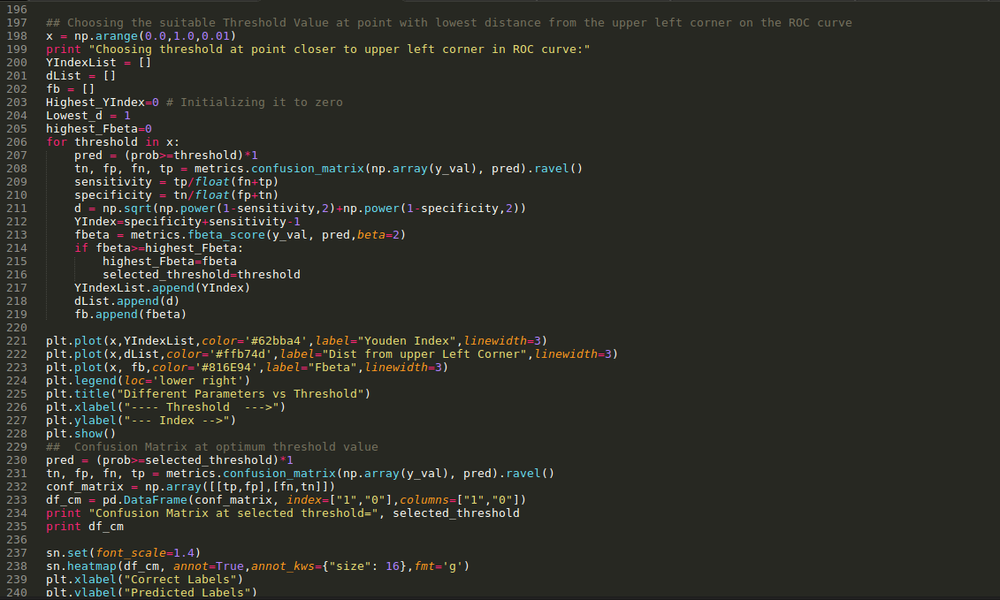 196
197 ## Choosing the suitable Threshold Value at point with lowest distance from the upper left corner on the ROC curve
198 x = np.arange(0.0,1.0,0.01)
199 print "Choosing threshold at point closer to upper left corner in ROC curve:"
200 YIndexList = []
201 dList = []
202 fb = []
203 Highest_YIndex=0 # Initializing it to zero
204 Lowest_d = 1
205 highest_Fbeta=0
206 for threshold in x:
207     pred = (prob>=threshold)*1
208     tn, fp, fn, tp = metrics.confusion_matrix(np.array(y_val), pred).ravel()
209     sensitivity = tp/float(fn+tp)
210     specificity = tn/float(fp+tn)
211     d = np.sqrt(np.power(1-sensitivity,2)+np.power(1-specificity,2))
212     YIndex=specificity+sensitivity-1
213     fbeta = metrics.fbeta_score(y_val, pred,beta=2)
214     if fbeta>=highest_Fbeta:
215         highest_Fbeta=fbeta
216         selected_threshold=threshold
217     YIndexList.append(YIndex)
218     dList.append(d)
219     fb.append(fbeta)
220
221 plt.plot(x,YIndexList,color='#62bba4',label="Youden Index",linewidth=3)
222 plt.plot(x,dList,color='#ffb74d',label="Dist from upper Left Corner",linewidth=3)
223 plt.plot(x, fb,color='#816E94',label="Fbeta",linewidth=3)
224 plt.legend(loc='lower right')
225 plt.title("Different Parameters vs Threshold")
226 plt.xlabel("---- Threshold  --->")
227 plt.ylabel("--- Index -->")
228 plt.show()
229 ##  Confusion Matrix at optimum threshold value
230 pred = (prob>=selected_threshold)*1
231 tn, fp, fn, tp = metrics.confusion_matrix(np.array(y_val), pred).ravel()
232 conf_matrix = np.array([[tp,fp],[fn,tn]])
233 df_cm = pd.DataFrame(conf_matrix, index=["1","0"],columns=["1","0"])
234 print "Confusion Matrix at selected threshold=", selected_threshold
235 print df_cm
236
237 sn.set(font_scale=1.4)
238 sn.heatmap(df_cm, annot=True,annot_kws={"size": 16},fmt='g')
239 plt.xlabel("Correct Labels")
240 plt.ylabel("Predicted Labels")